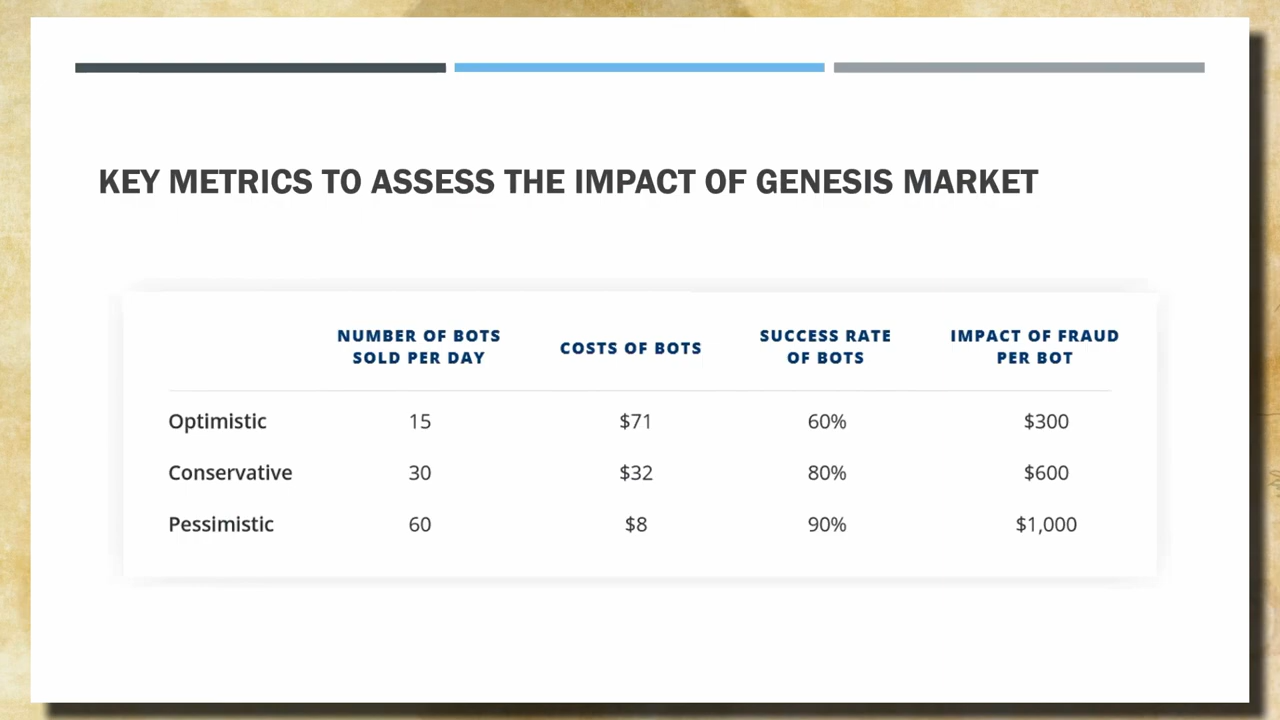 KEY METRICS TO ASSESS THE IMPACT OF GENESIS MARKET
NUMBER OF BOTS SOLD PER DAY COSTS OF BOTS SUCCESS RATE OF BOTS IMPACT OF FRAUD PER BOT
Optimistic 15 $71 60% $300
Conservative 30 $32 80% $600
Pessimistic 60 $8 90% $1,000